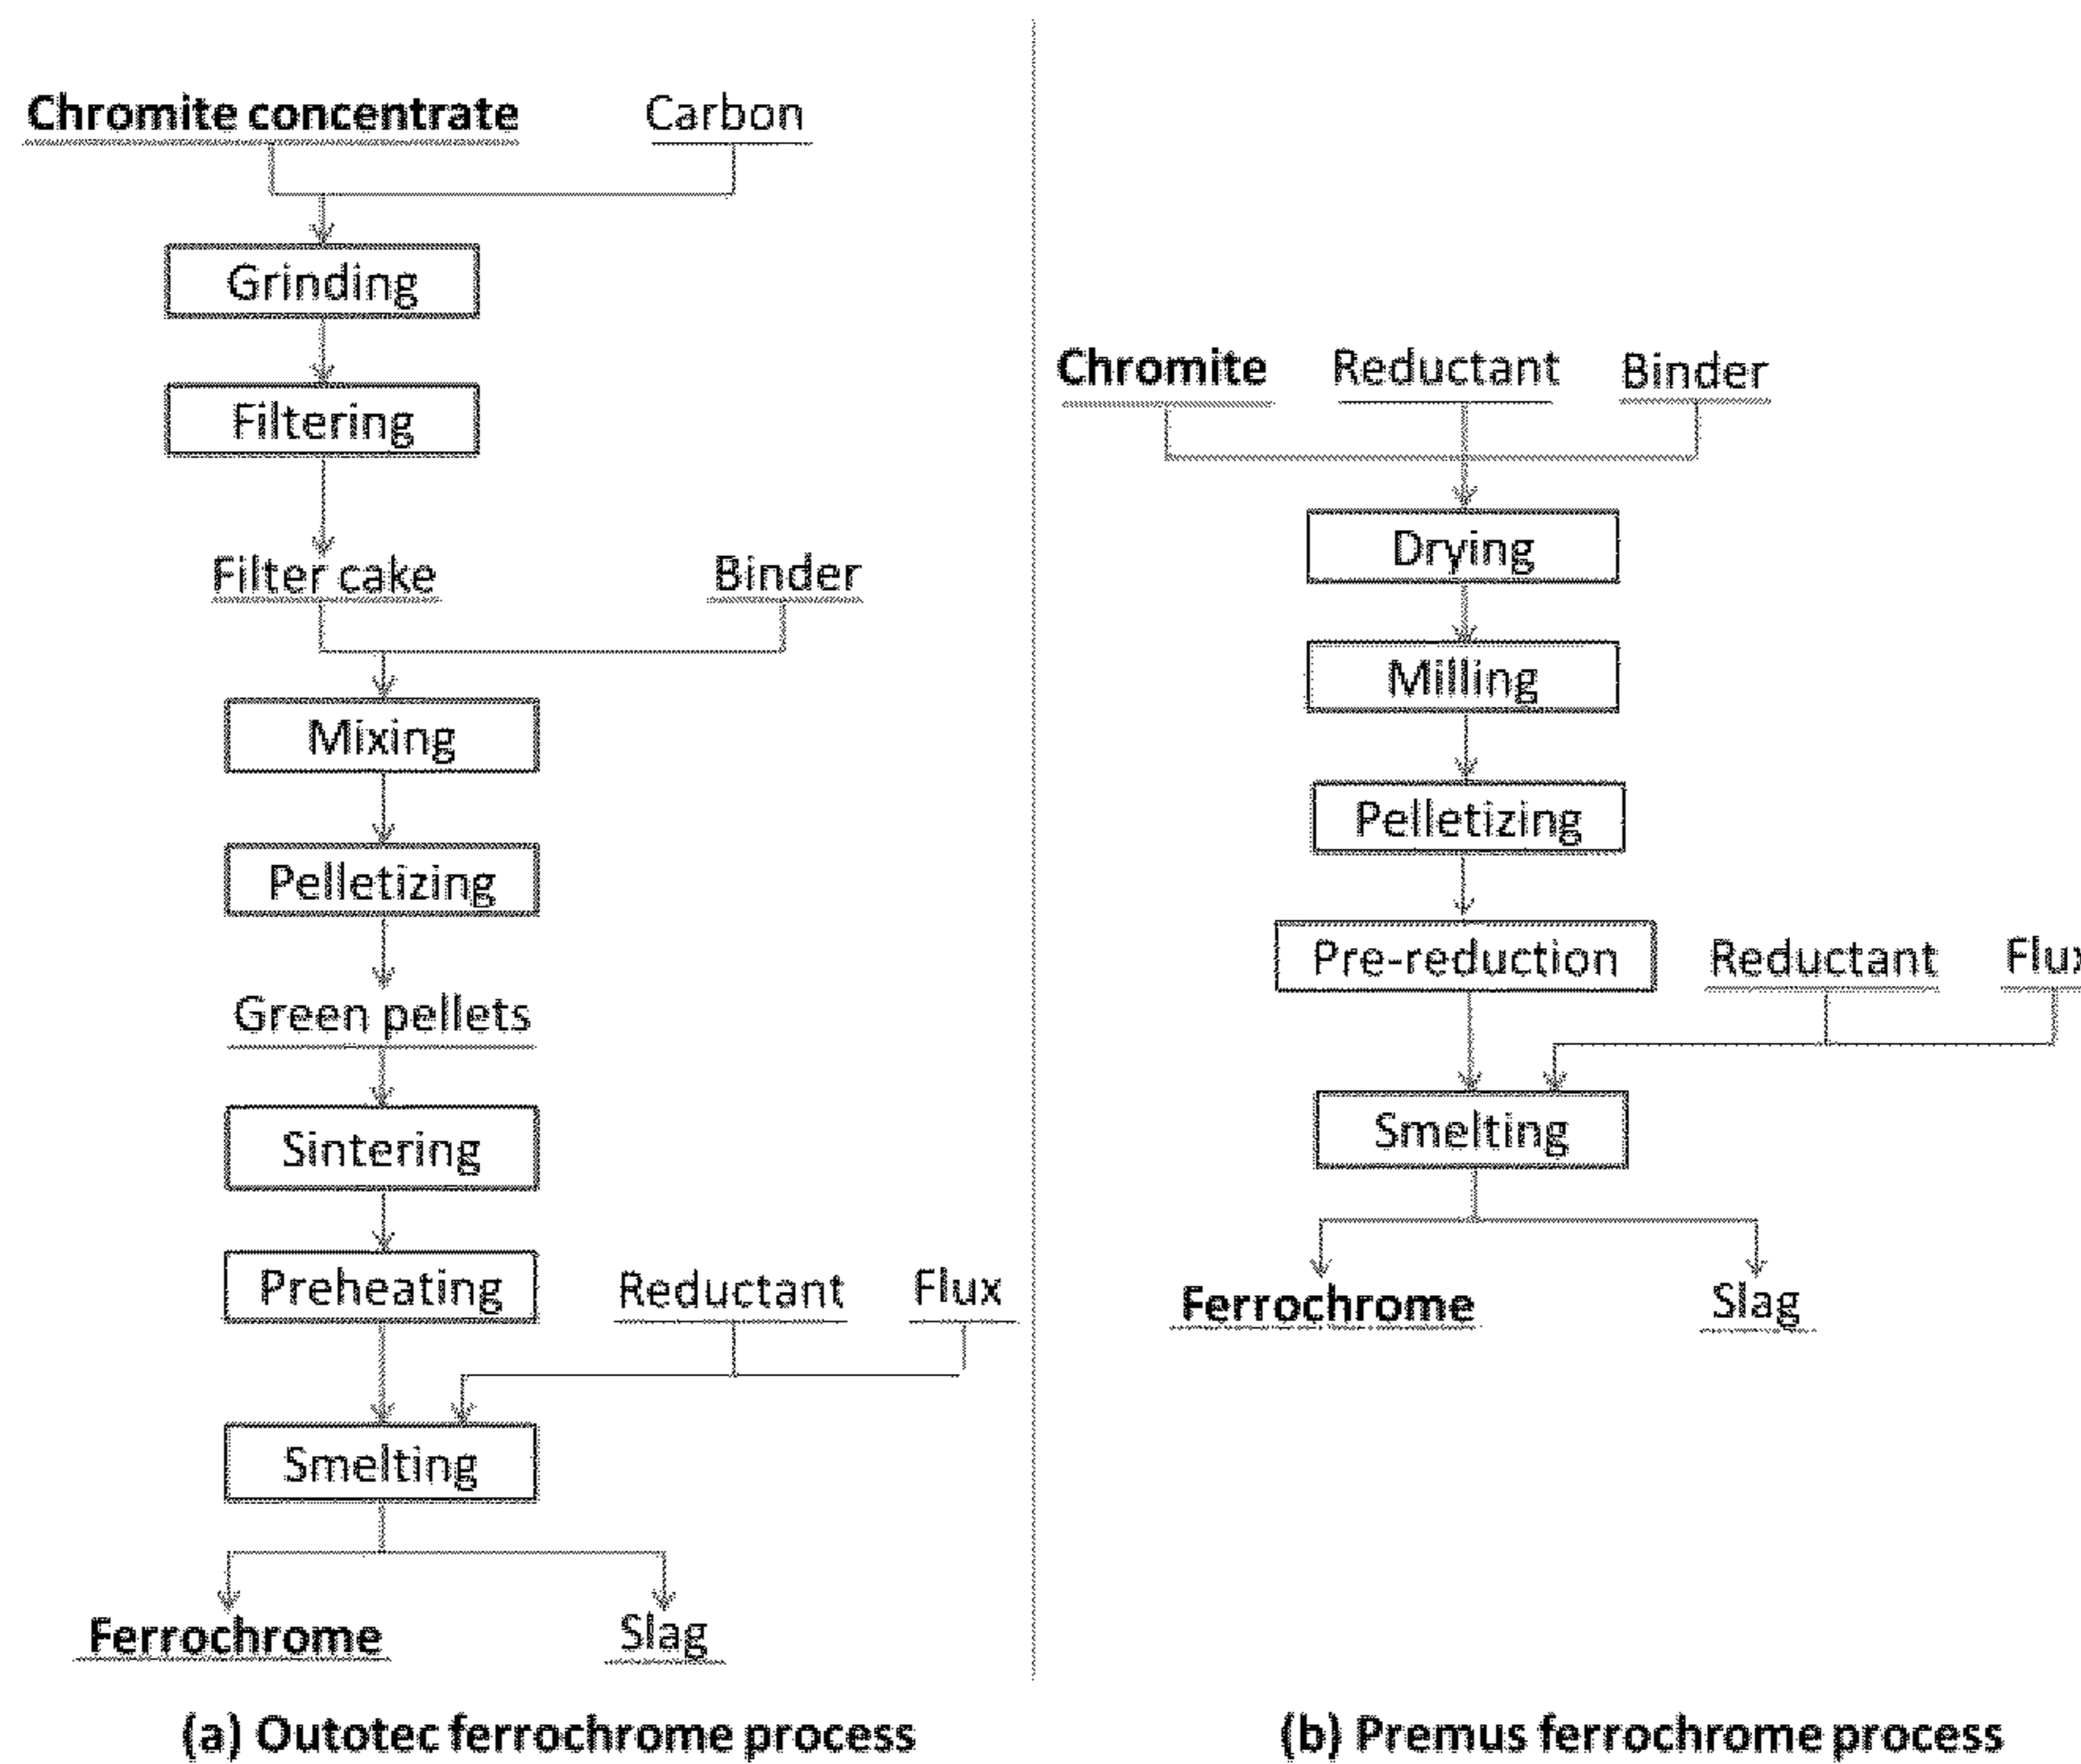 Chromite concentrate
Carbon
Grinding
Filtering
Filter cake
Binder
Mixing
Pelletizing
Green pellets
Sintering
Preheating
Reductant
Flux
Smelting
Ferrochrome
Slag
(a) Outotec ferrochrome process
Chromite
Reductant
Binder
Drying
Milling
Pelletizing
Pre-reduction
Reductant
Flux
Smelting
Ferrochrome
Slag
(b) Premus ferrochrome process